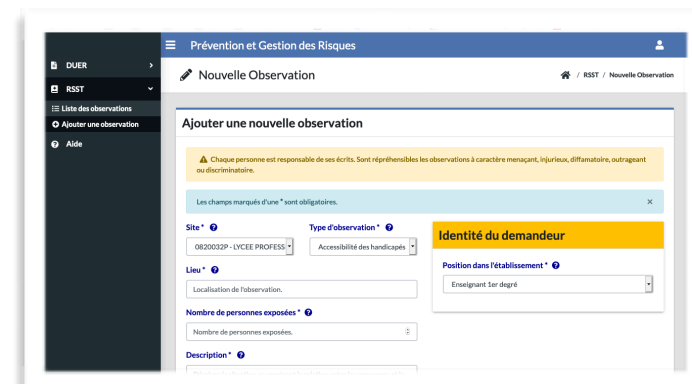 Prévention et Gestion des Risques
DUER
RSST
Liste des observations
Ajouter une observation
Aide
Nouvelle Observation
/ RSST / Nouvelle Observation
Ajouter une nouvelle observation
Chaque personne est responsable de ses écrits. Sont répréhensibles les observations à caractère menaçant, injurieux, diffamatoire, outrageant
ou discriminatoire.
Les champs marqués d'une * sont obligatoires. ×
Site * Type d'observation *
0820032P - LYCEE PROFESS Accessibilité des handicapés
Lieu *
Localisation de l'observation.
Nombre de personnes exposées *
Nombre de personnes exposées.
Description *
Identité du demandeur
Position dans l'établissement *
Enseignant 1er degré